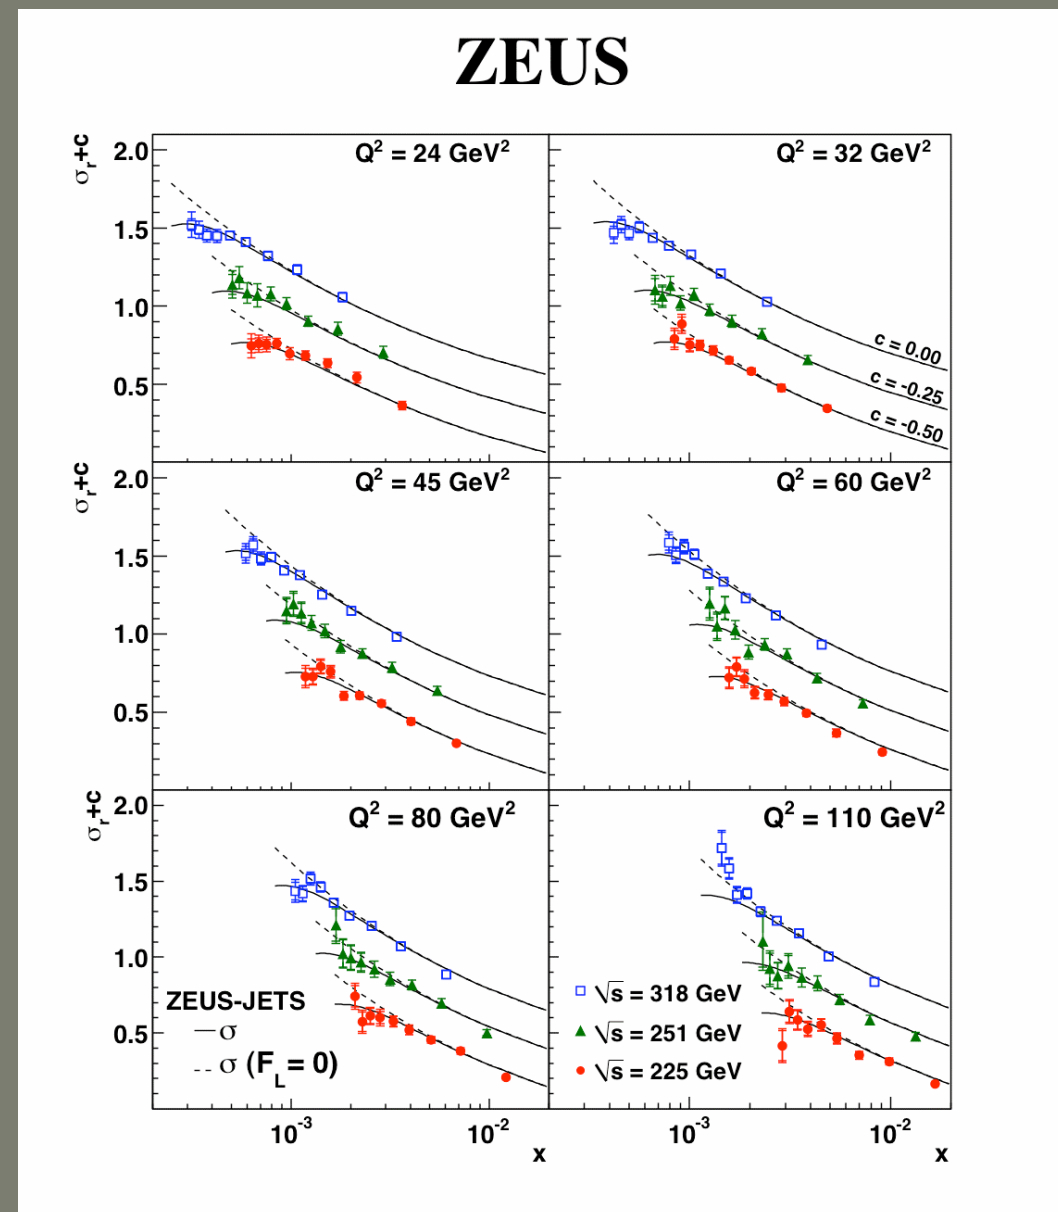 ZEUS
σr+c
2.0
1.5
1.0
0.5
Q² = 24 GeV²
Q² = 32 GeV²
c = 0.00
c = -0.25
c = -0.50
σr+c
2.0
1.5
1.0
0.5
Q² = 45 GeV²
Q² = 60 GeV²
σr+c
2.0
1.5
1.0
0.5
Q² = 80 GeV²
ZEUS-JETS
σ
σ (FL= 0)
Q² = 110 GeV²
√s = 318 GeV
√s = 251 GeV
√s = 225 GeV
10⁻³
10⁻²
x
10⁻³
10⁻²
x